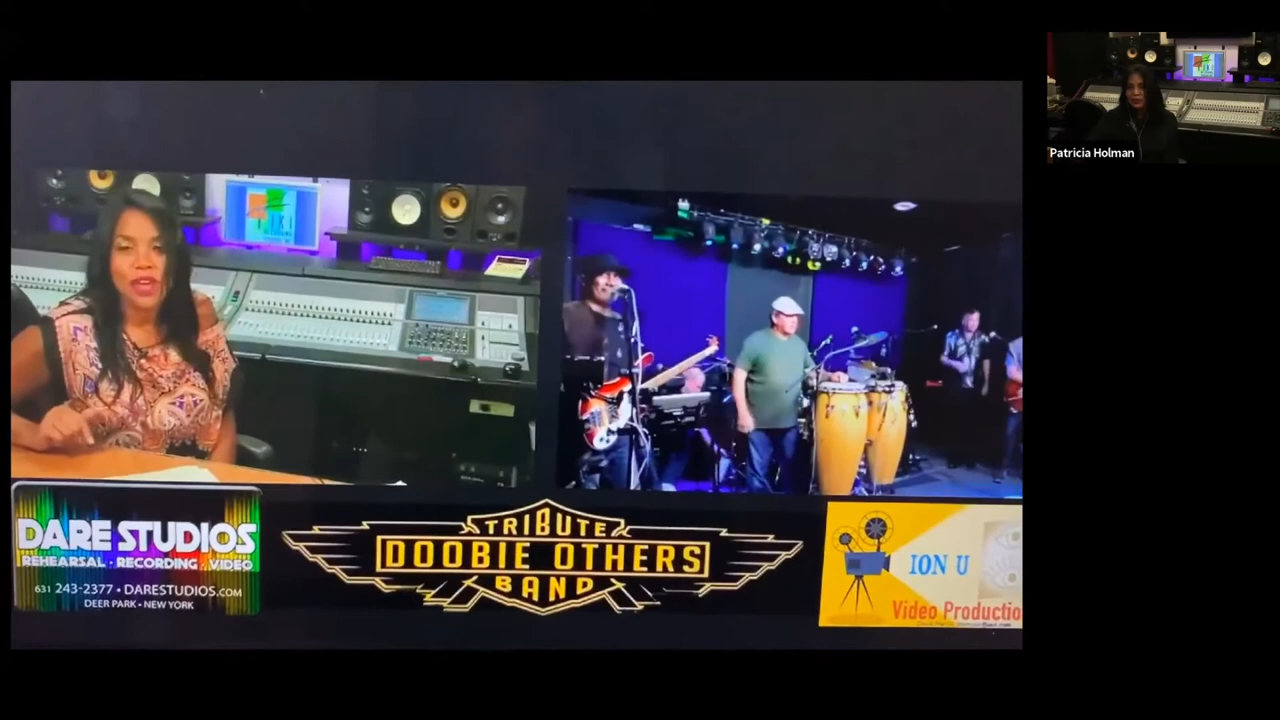 Patricia Holman
DARE STUDIOS
REHEARSAL · RECORDING · VIDEO
631 243-2377 • DARESTUDIOS.COM
DEER PARK • NEW YORK
TRIBUTE
DOOBIE OTHERS
BAND
ION U
Video Productio